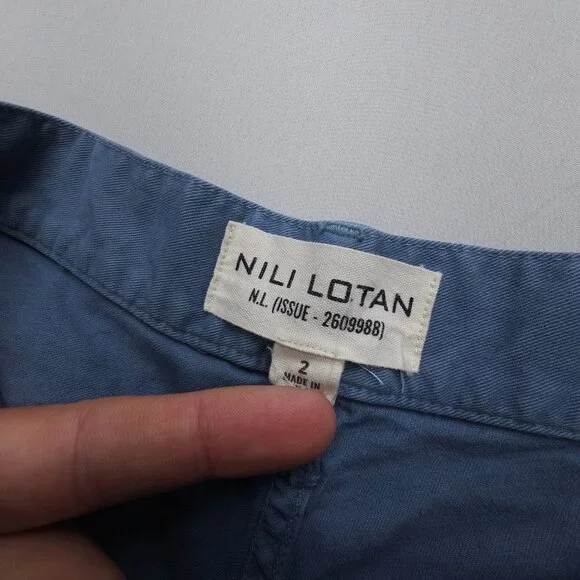 NILI LOTAN
N.L. (ISSUE - 2609988)
2
MADE IN